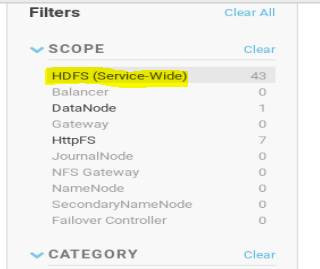 Filters Clear All
SCOPE Clear
HDFS (Service-Wide) 43
Balancer 0
DataNode 1
Gateway 0
HttpFS 7
JournalNode 0
NFS Gateway 0
NameNode 0
SecondaryNameNode 0
Failover Controller 0
CATEGORY Clear